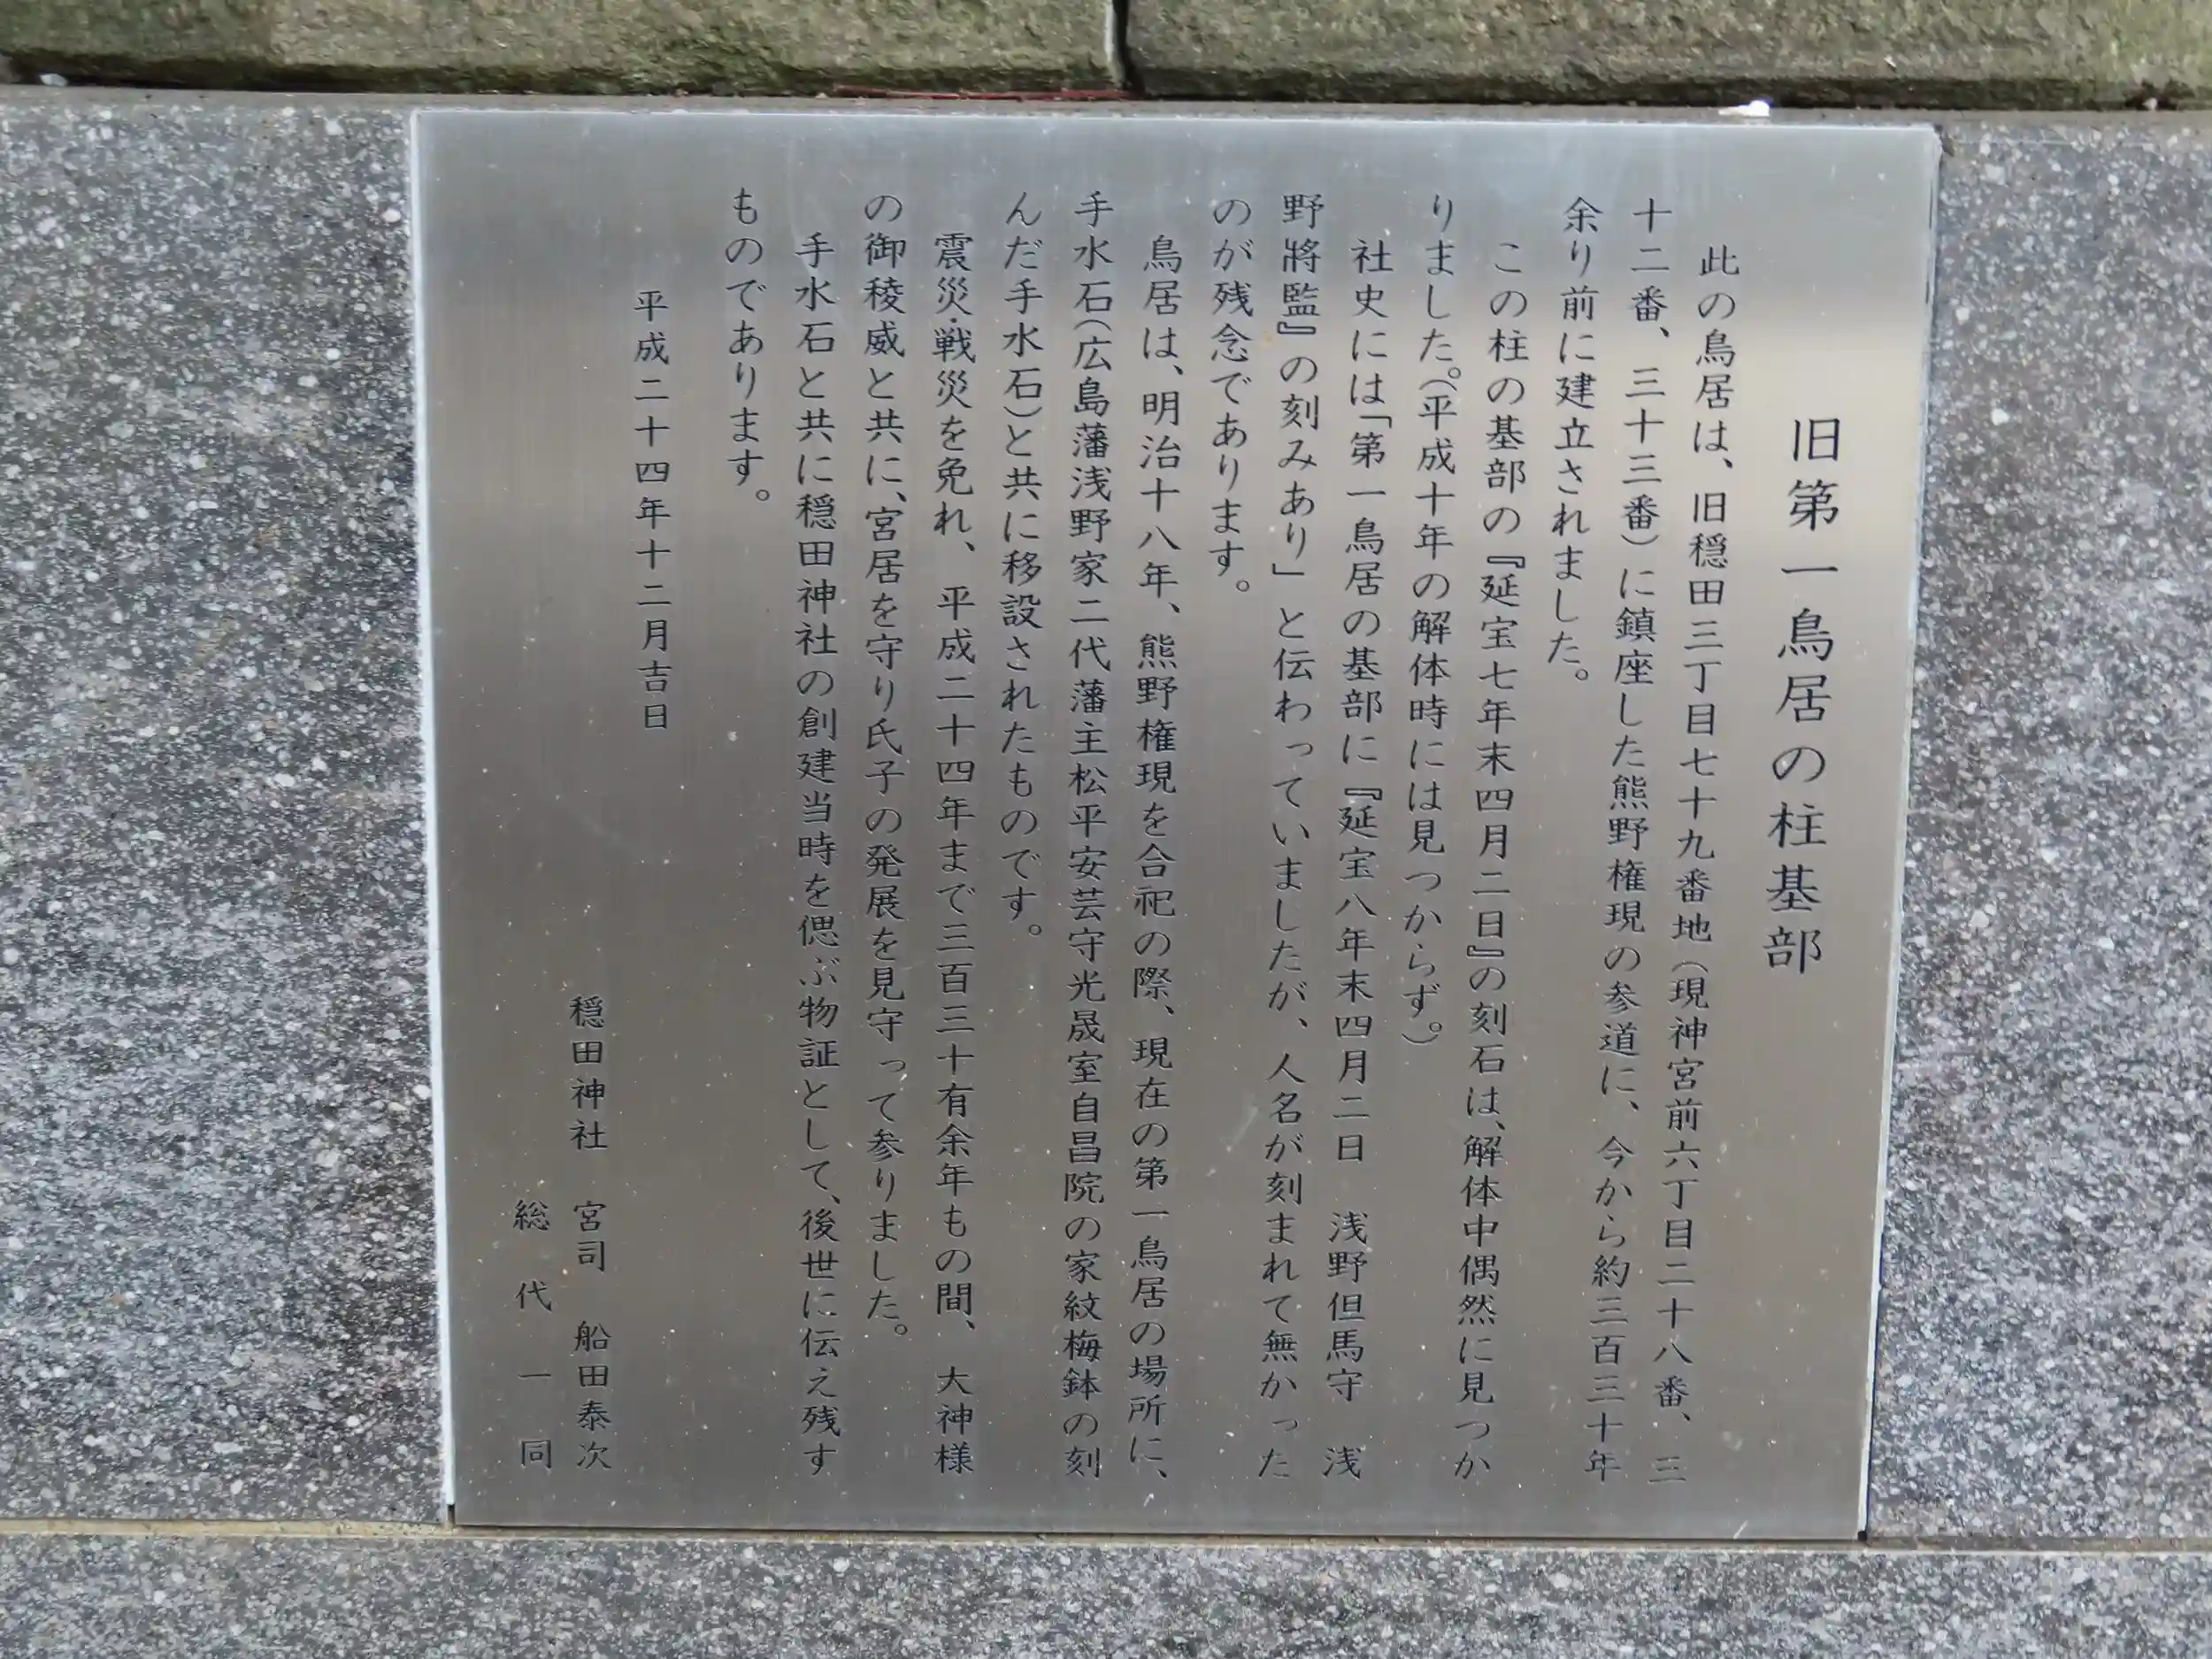 旧第一鳥居の柱基部
此の鳥居は、旧穏田三丁目七十九番地（現神宮前六丁目二十八番、三
十二番、三十三番）に鎮座した熊野権現の参道に、今から約三百三十年
余り前に建立されました。
この柱の基部の『延宝七年末四月二日』の刻石は、解体中偶然に見つか
りました。（平成十年の解体時には見つからず。）
社史には「第一鳥居の基部に『延宝八年末四月二日　浅野但馬守　浅
野將監』の刻みあり」と伝わっていましたが、人名が刻まれて無かった
のが残念であります。
鳥居は、明治十八年、熊野権現を合祀の際、現在の第一鳥居の場所に、
手水石（広島藩浅野家二代藩主松平安芸守光晟室自昌院の家紋梅鉢の刻
んだ手水石）と共に移設されたものです。
震災・戦災を免れ、平成二十四年まで三百三十有余年もの間、大神様
の御稜威と共に、宮居を守り氏子の発展を見守って参りました。
手水石と共に穏田神社の創建当時を偲ぶ物証として、後世に伝え残す
ものであります。
平成二十四年十二月吉日
穏田神社　宮司　船田泰次
総代一同